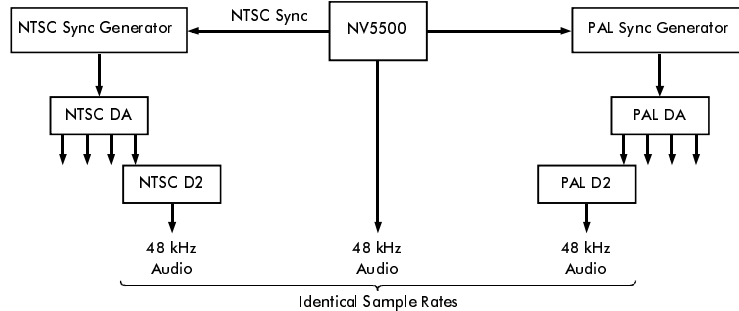 NTSC Sync Generator
NTSC Sync
NV5500
PAL Sync Generator
NTSC DA
PAL DA
NTSC D2
PAL D2
48 kHz
Audio
48 kHz
Audio
48 kHz
Audio
Identical Sample Rates